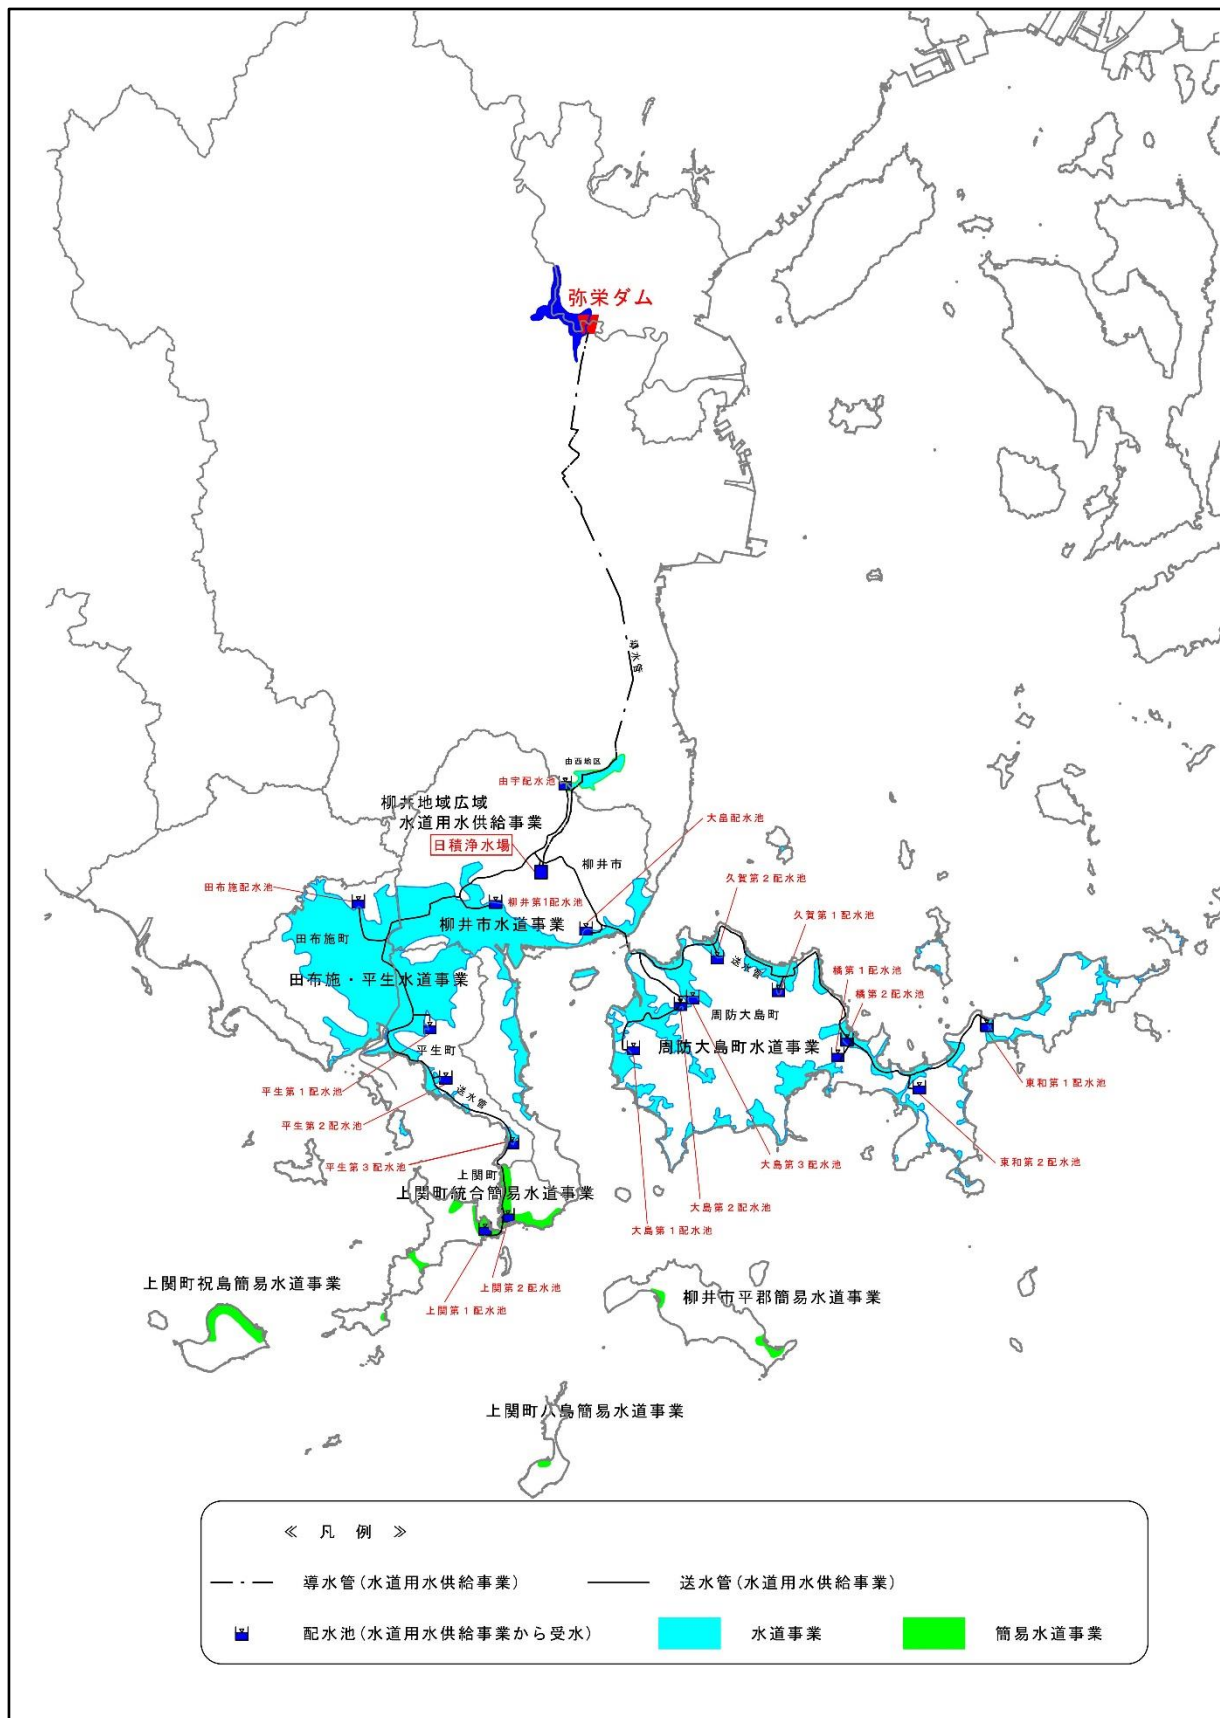 弥栄ダム
導水管
由西地区
由宇配水池
柳井地域広域
水道用水供給事業
日積浄水場
柳井市
大畠配水池
田布施配水池
柳井第1配水池
久賀第２配水池
久賀第１配水池
柳井市水道事業
田布施町
送水管
橘第１配水池
橘第２配水池
田布施・平生水道事業
周防大島町
周防大島町水道事業
平生町
平生第１配水池
送水管
東和第１配水池
平生第２配水池
平生第３配水池
大島第３配水池
東和第２配水池
上関町
上関町統合簡易水道事業
大島第２配水池
大島第１配水池
上関町祝島簡易水道事業
上関第２配水池
上関第１配水池
柳井市平郡簡易水道事業
上関町八島簡易水道事業
≪ 凡 例 ≫
導水管(水道用水供給事業)
送水管(水道用水供給事業)
配水池(水道用水供給事業から受水)
水道事業
簡易水道事業